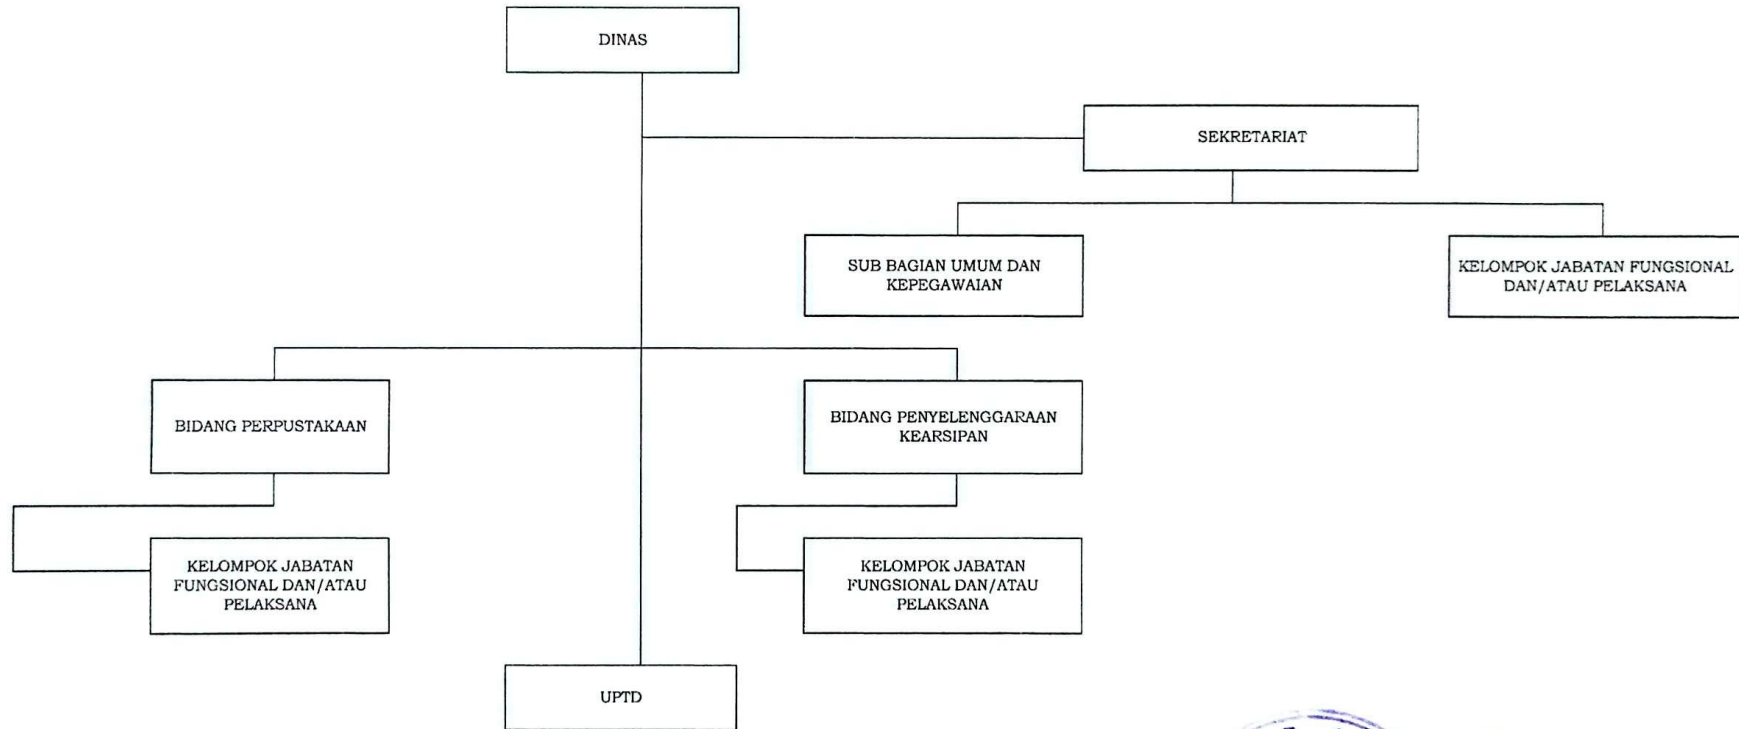 DINAS
SEKRETARIAT
SUB BAGIAN UMUM DAN
KEPEGAWAIAN
KELOMPOK JABATAN FUNGSIONAL
DAN/ATAU PELAKSANA
BIDANG PERPUSTAKAAN
BIDANG PENYELENGGARAAN
KEARSIPAN
KELOMPOK JABATAN
FUNGSIONAL DAN/ATAU
PELAKSANA
KELOMPOK JABATAN
FUNGSIONAL DAN/ATAU
PELAKSANA
UPTD